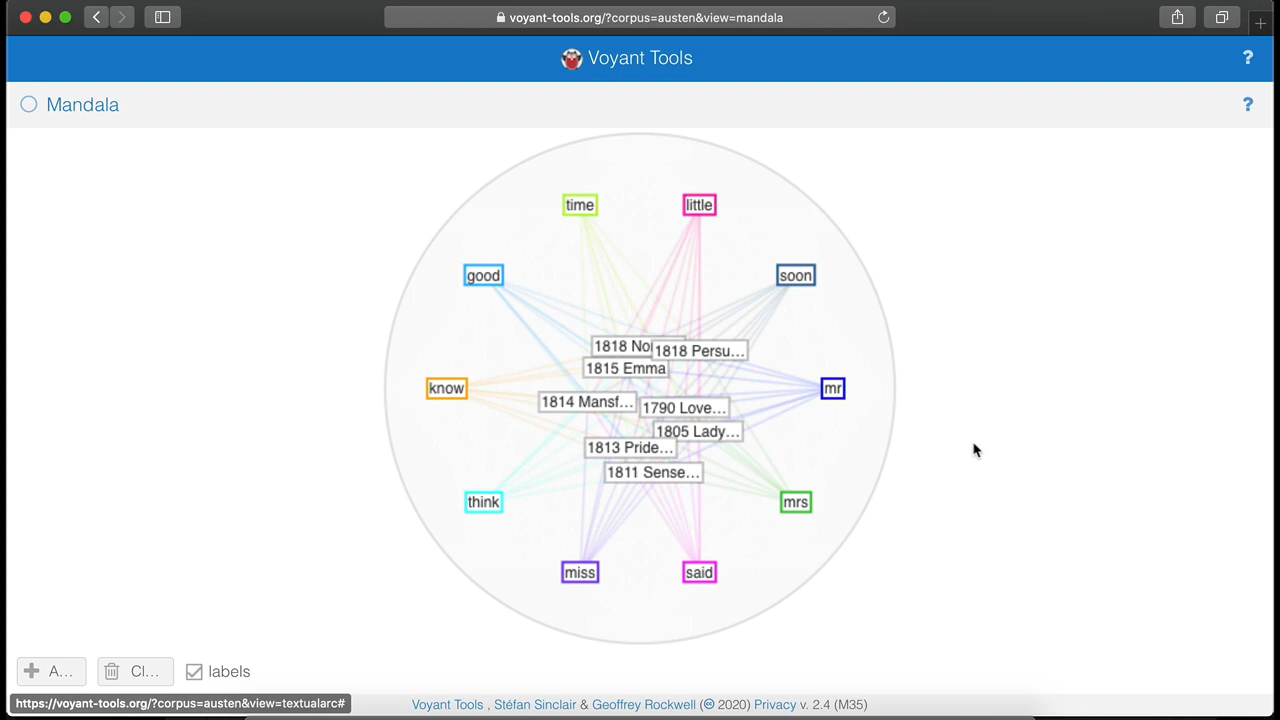 voyant-tools.org/?corpus=austen&view=mandala
Voyant Tools
?
Mandala
?
time
little
good
soon
1818 No
1818 Persu...
1815 Emma
know
mr
1814 Mansf...
1790 Love...
1805 Lady...
1813 Pride...
1811 Sense...
think
mrs
miss
said
A...
Cl...
labels
https://voyant-tools.org/?corpus=austen&view=textualarc#
Voyant Tools , Stéfan Sinclair & Geoffrey Rockwell (cc) 2020) Privacy v. 2.4 (M35)